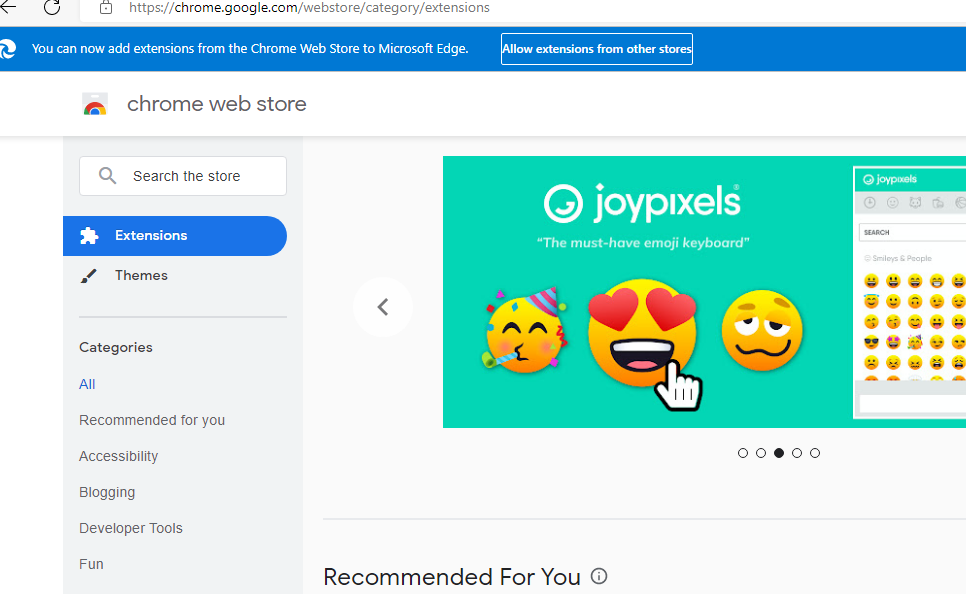 https://chrome.google.com/webstore/category/extensions
You can now add extensions from the Chrome Web Store to Microsoft Edge.
Allow extensions from other stores
chrome web store
Search the store
Extensions
Themes
Categories
All
Recommended for you
Accessibility
Blogging
Developer Tools
Fun
joypixels®
“The must-have emoji keyboard”
joypixels
SEARCH
Smileys & People
Recommended For You